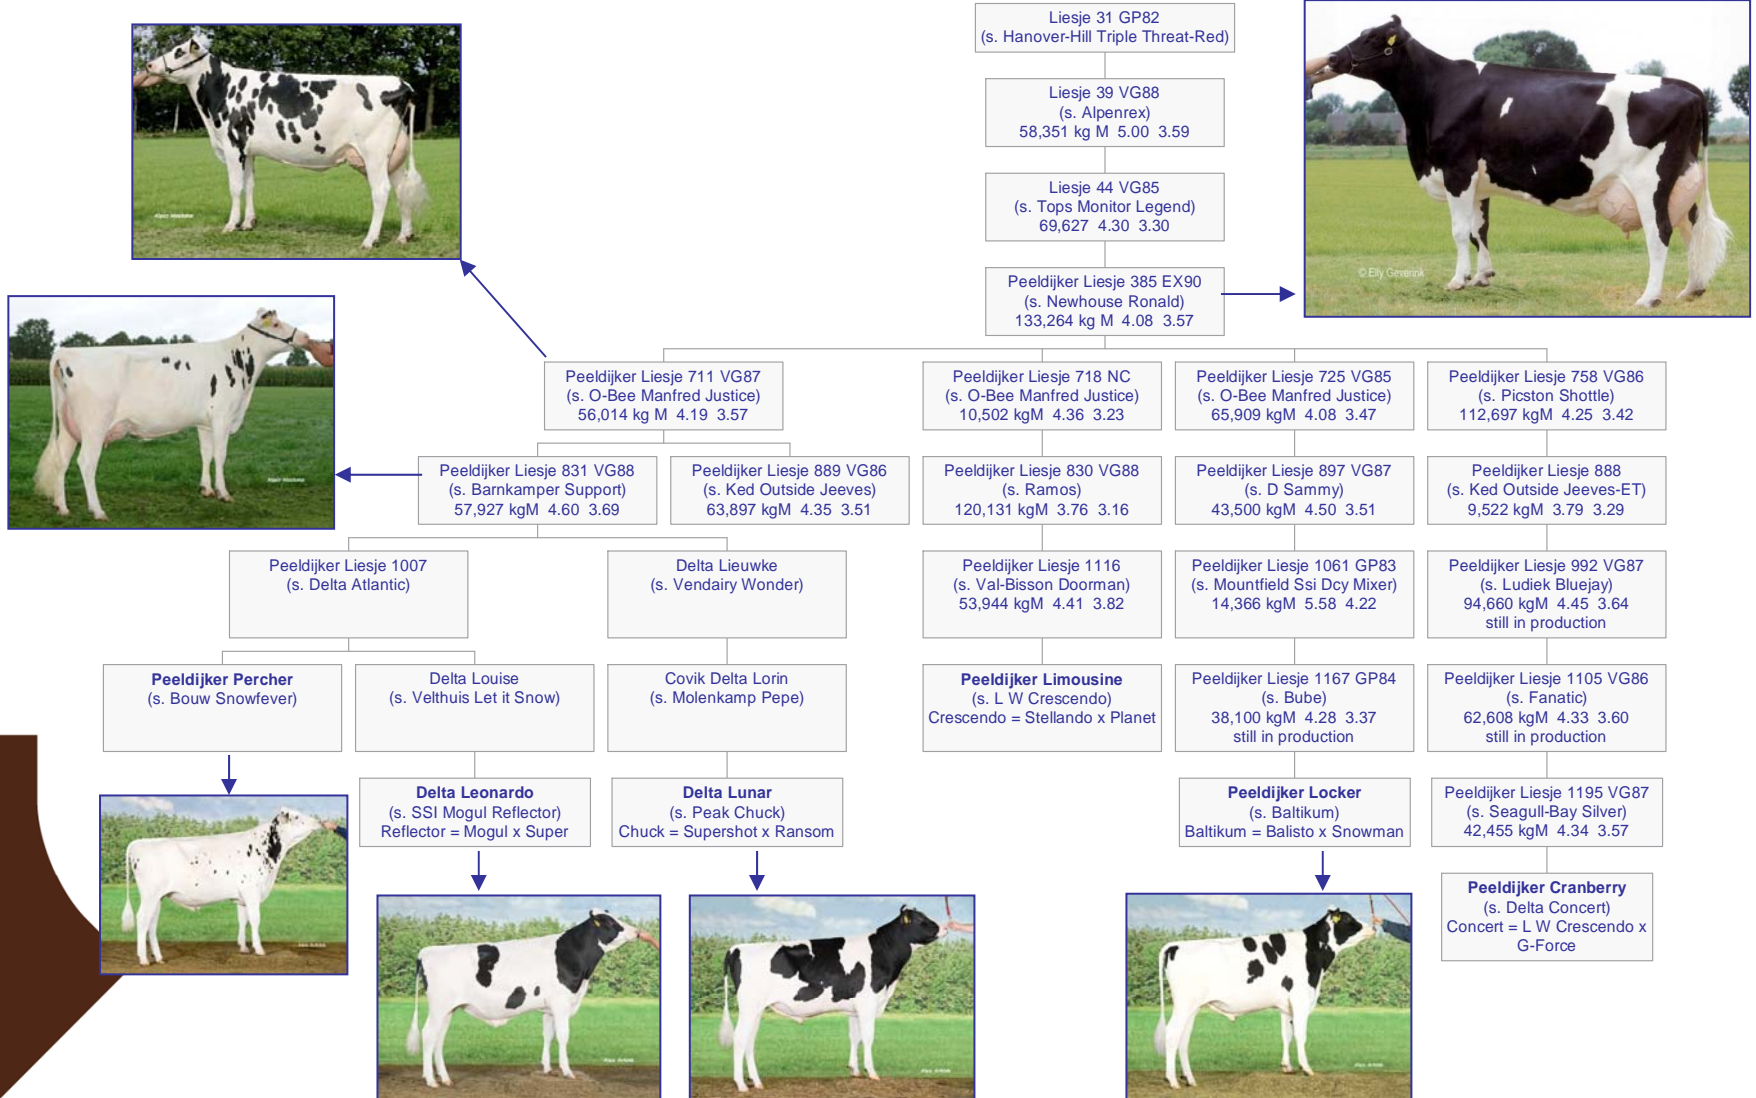 Liesje 31 GP82
(s. Hanover-Hill Triple Threat-Red)
Liesje 39 VG88
(s. Alpenrex)
58,351 kg M 5.00 3.59
Liesje 44 VG85
(s. Tops Monitor Legend)
69,627 4.30 3.30
Peeldijker Liesje 385 EX90
(s. Newhouse Ronald)
133,264 kg M 4.08 3.57
© Elly Geverink
Peeldijker Liesje 711 VG87
(s. O-Bee Manfred Justice)
56,014 kg M 4.19 3.57
Peeldijker Liesje 718 NC
(s. O-Bee Manfred Justice)
10,502 kgM 4.36 3.23
Peeldijker Liesje 725 VG85
(s. O-Bee Manfred Justice)
65,909 kgM 4.08 3.47
Peeldijker Liesje 758 VG86
(s. Picston Shottle)
112,697 kgM 4.25 3.42
Peeldijker Liesje 831 VG88
(s. Barnkamper Support)
57,927 kgM 4.60 3.69
Peeldijker Liesje 889 VG86
(s. Ked Outside Jeeves)
63,897 kgM 4.35 3.51
Peeldijker Liesje 830 VG88
(s. Ramos)
120,131 kgM 3.76 3.16
Peeldijker Liesje 897 VG87
(s. D Sammy)
43,500 kgM 4.50 3.51
Peeldijker Liesje 888
(s. Ked Outside Jeeves-ET)
9,522 kgM 3.79 3.29
Peeldijker Liesje 1007
(s. Delta Atlantic)
Delta Lieuwke
(s. Vendairy Wonder)
Peeldijker Liesje 1116
(s. Val-Bisson Doorman)
53,944 kgM 4.41 3.82
Peeldijker Liesje 1061 GP83
(s. Mountfield Ssi Dcy Mixer)
14,366 kgM 5.58 4.22
Peeldijker Liesje 992 VG87
(s. Ludiek Bluejay)
94,660 kgM 4.45 3.64
still in production
Peeldijker Percher
(s. Bouw Snowfever)
Delta Louise
(s. Velthuis Let it Snow)
Covik Delta Lorin
(s. Molenkamp Pepe)
Peeldijker Limousine
(s. L W Crescendo)
Crescendo = Stellando x Planet
Peeldijker Liesje 1167 GP84
(s. Bube)
38,100 kgM 4.28 3.37
still in production
Peeldijker Liesje 1105 VG86
(s. Fanatic)
62,608 kgM 4.33 3.60
still in production
Delta Leonardo
(s. SSI Mogul Reflector)
Reflector = Mogul x Super
Delta Lunar
(s. Peak Chuck)
Chuck = Supershot x Ransom
Peeldijker Locker
(s. Baltikum)
Baltikum = Balisto x Snowman
Peeldijker Liesje 1195 VG87
(s. Seagull-Bay Silver)
42,455 kgM 4.34 3.57
Peeldijker Cranberry
(s. Delta Concert)
Concert = L W Crescendo x
G-Force